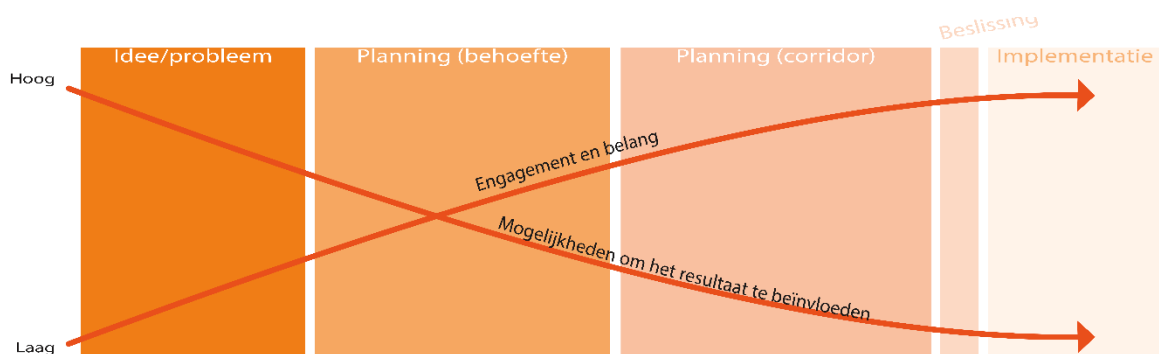 Beslissing
Idee/probleem
Planning (behoefte)
Planning (corridor)
Implementatie
Hoog
Engagement en belang
Mogelijkheden om het resultaat te beïnvloeden
Laag